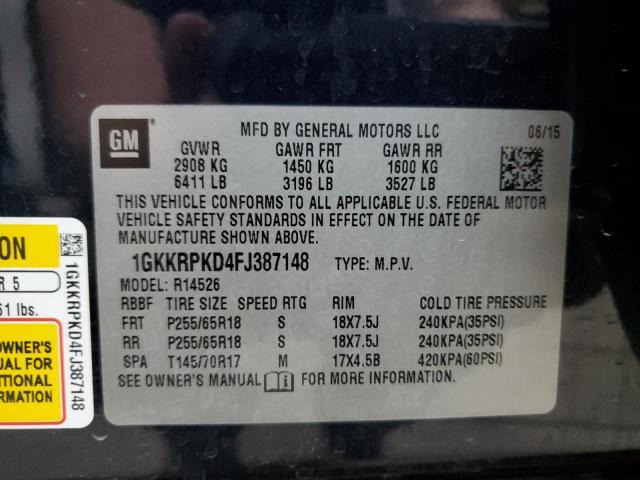 GM
MFD BY GENERAL MOTORS LLC 06/15
GVWR GAWR FRT GAWR RR
2908 KG 1450 KG 1600 KG
6411 LB 3196 LB 3527 LB
THIS VEHICLE CONFORMS TO ALL APPLICABLE U.S. FEDERAL MOTOR
VEHICLE SAFETY STANDARDS IN EFFECT ON THE DATE OF
MANUFACTURE SHOWN ABOVE.
1GKKRPKD4FJ387148 TYPE: M.P.V.
MODEL: R14526
RBBF TIRE SIZE SPEED RTG RIM COLD TIRE PRESSURE
FRT P255/65R18 S 18X7.5J 240KPA(35PSI)
RR P255/65R18 S 18X7.5J 240KPA(35PSI)
SPA T145/70R17 M 17X4.5B 420KPA(60PSI)
SEE OWNER'S MANUAL FOR MORE INFORMATION.
ON
R 5
61 lbs.
OWNER'S
FOR
1GKKRPKD4FJ387148